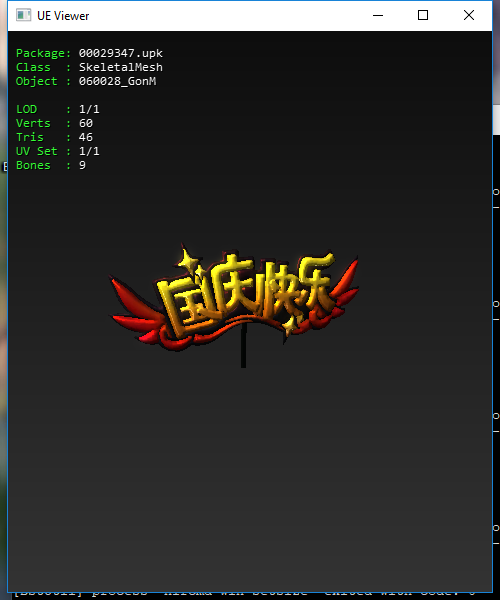 UE Viewer
Package: 00029347.upk
Class : SkeletalMesh
Object : 060028_GonM
LOD : 1/1
Verts : 60
Tris : 46
UV Set : 1/1
Bones : 9
国庆快乐